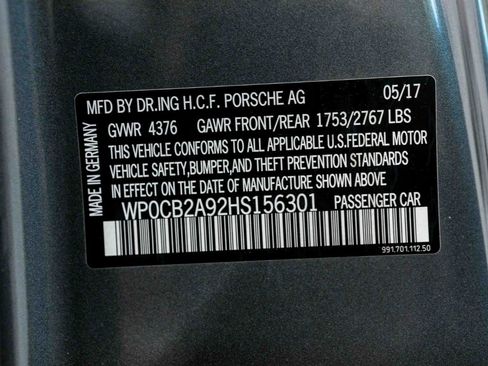 MFD BY DR.ING H.C.F. PORSCHE AG 05/17
GVWR 4376 GAWR FRONT/REAR 1753/2767 LBS
THIS VEHICLE CONFORMS TO ALL APPLICABLE U.S.FEDERAL MOTOR
VEHICLE SAFETY,BUMPER,AND THEFT PREVENTION STANDARDS
IN EFFECT ON THE DATE OF MANUFACTURE SHOWN ABOVE
WP0CB2A92HS156301 PASSENGER CAR
991.701.112.50
MADE IN GERMANY